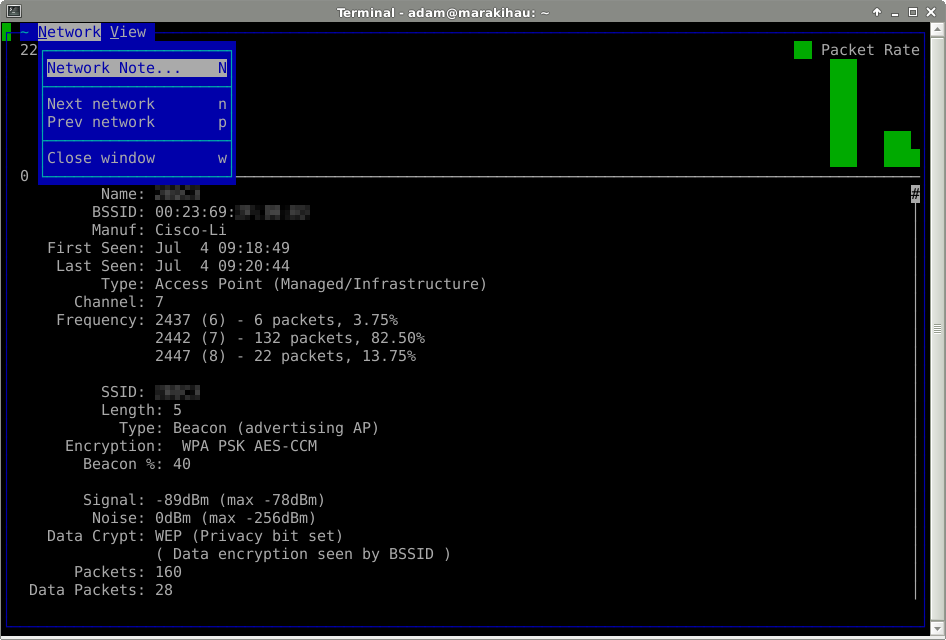 Terminal - adam@marakihau: ~
~ Network View
22
Packet Rate
Network Note... N
Next network n
Prev network p
Close window w
0
Name:
#
BSSID: 00:23:69:
Manuf: Cisco-Li
First Seen: Jul  4 09:18:49
Last Seen: Jul  4 09:20:44
Type: Access Point (Managed/Infrastructure)
Channel: 7
Frequency: 2437 (6) - 6 packets, 3.75%
2442 (7) - 132 packets, 82.50%
2447 (8) - 22 packets, 13.75%
SSID:
Length: 5
Type: Beacon (advertising AP)
Encryption:  WPA PSK AES-CCM
Beacon %: 40
Signal: -89dBm (max -78dBm)
Noise: 0dBm (max -256dBm)
Data Crypt: WEP (Privacy bit set)
( Data encryption seen by BSSID )
Packets: 160
Data Packets: 28